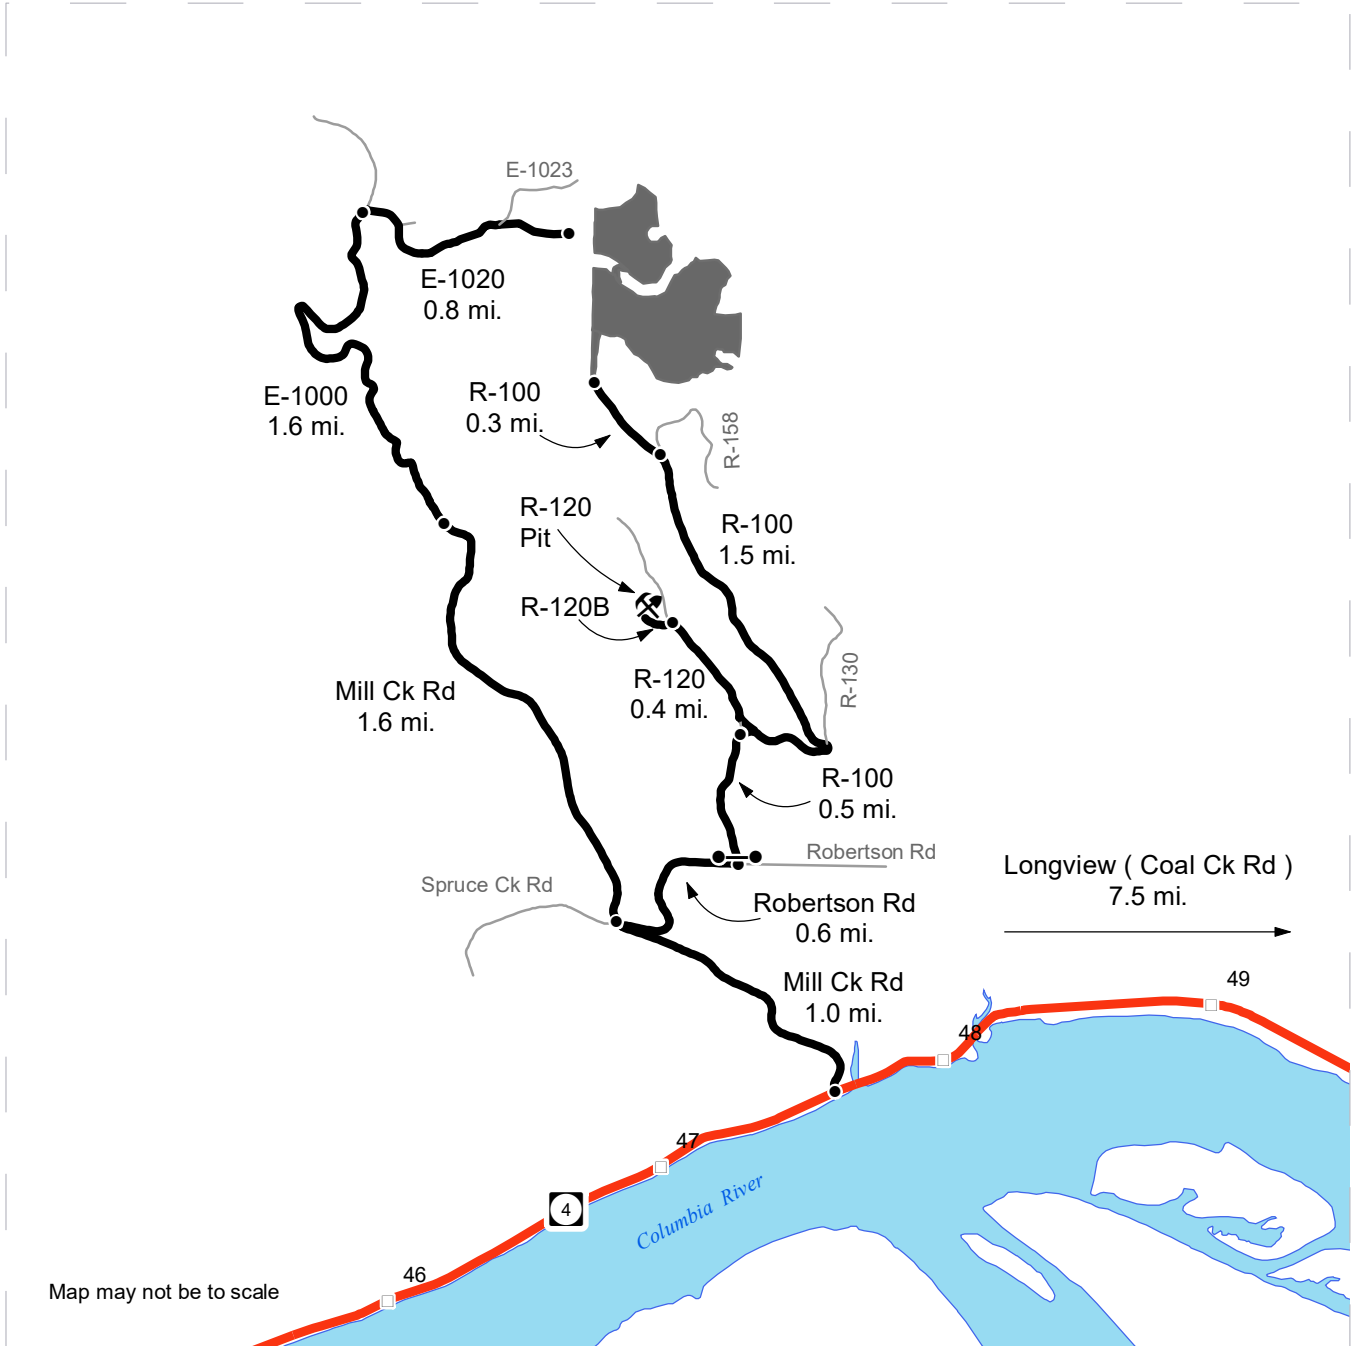 E-1023
E-1020
0.8 mi.
E-1000
1.6 mi.
R-100
0.3 mi.
R-158
R-120
Pit
R-100
1.5 mi.
R-120B
R-130
R-120
0.4 mi.
Mill Ck Rd
1.6 mi.
R-100
0.5 mi.
Robertson Rd
Longview ( Coal Ck Rd )
7.5 mi.
Spruce Ck Rd
Robertson Rd
0.6 mi.
Mill Ck Rd
1.0 mi.
49
48
47
4
Columbia River
46
Map may not be to scale